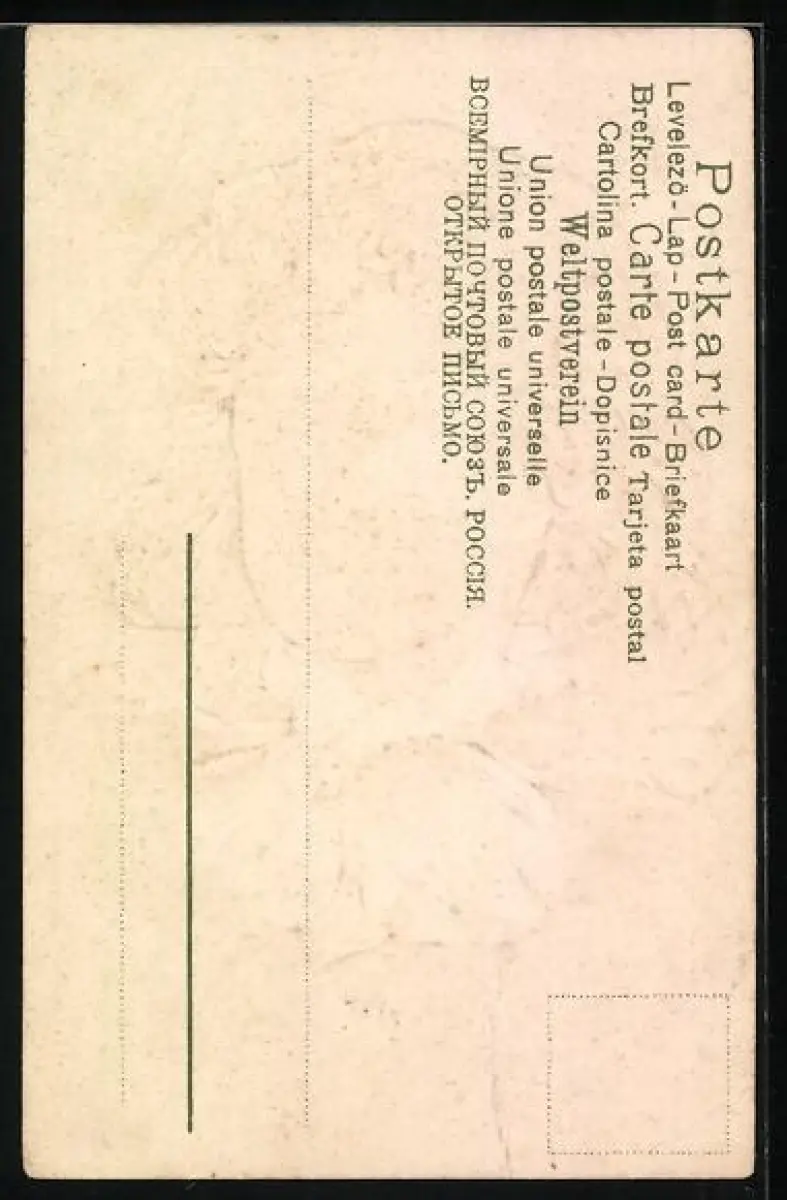 Postkarte
Levelezö-Lap - Post card - Briefkaart
Brefkort. Carte postale Tarjeta postal
Cartolina postale - Dopisnice
Weltpostverein
Union postale universelle
Unione postale universale
ВСЕМІРНЫЙ ПОЧТОВЫЙ СОЮЗЪ. РОССІЯ.
ОТКРЫТОЕ ПИСЬМО.